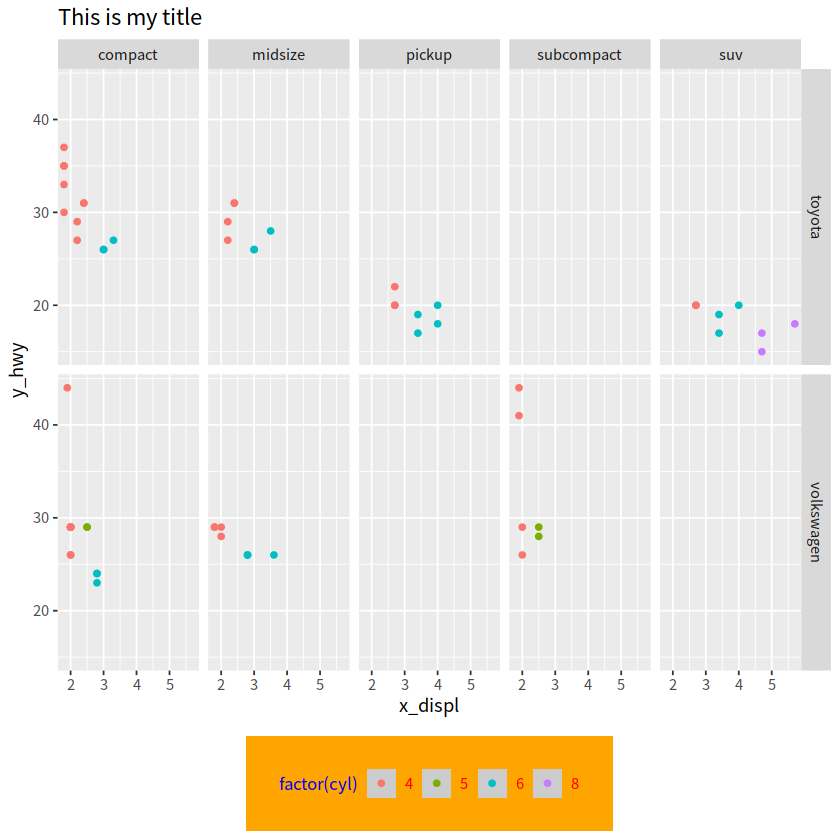 This is my title
compact midsize pickup subcompact suv
40
30
20
toyota
y_hwy
40
30
20
volkswagen
2 3 4 5 2 3 4 5 2 3 4 5 2 3 4 5 2 3 4 5
x_displ
factor(cyl) 4 5 6 8